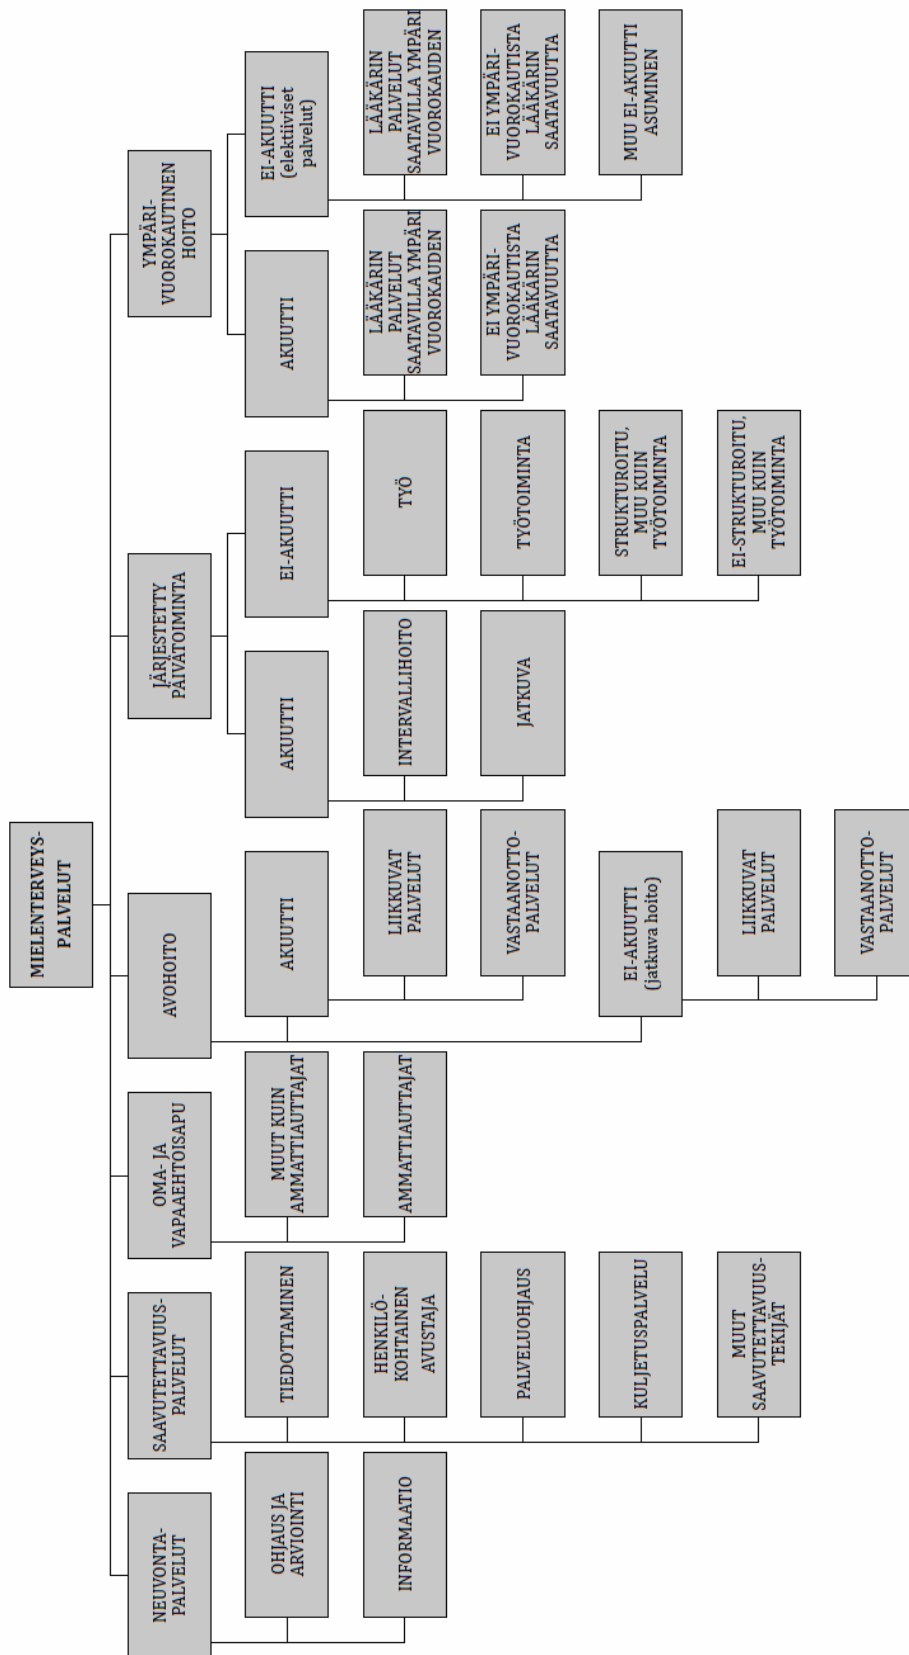 MIELENTERVEYS-
PALVELUT
NEUVONTA-
PALVELUT
OHJAUS JA
ARVIOINTI
INFORMAATIO
SAAVUTETTAVUUS-
PALVELUT
TIEDOTTAMINEN
HENKILÖ-
KOHTAINEN
AVUSTAJA
PALVELUOHJAUS
KULJETUSPALVELU
MUUT
SAAVUTETTAVUUS-
TEKIJÄT
OMA- JA
VAPAAEHTOISAPU
MUUT KUIN
AMMATTIAUTTAJAT
AMMATTIAUTTAJAT
AVOHOITO
AKUUTTI
LIIKKUVAT
PALVELUT
VASTAANOTTO-
PALVELUT
EI-AKUUTTI
(jatkuva hoito)
LIIKKUVAT
PALVELUT
VASTAANOTTO-
PALVELUT
JÄRJESTETTY
PÄIVÄTOIMINTA
AKUUTTI
INTERVALLIHOITO
JATKUVA
EI-AKUUTTI
TYÖ
TYÖTOIMINTA
STRUKTUROITU,
MUU KUIN
TYÖTOIMINTA
EI-STRUKTUROITU,
MUU KUIN
TYÖTOIMINTA
YMPÄRI-
VUOROKAUTINEN
HOITO
AKUUTTI
LÄÄKÄRIN
PALVELUT
SAATAVILLA YMPÄRI
VUOROKAUDEN
EI YMPÄRI-
VUOROKAUTISTA
LÄÄKÄRIN
SAATAVUUTTA
EI-AKUUTTI
(elektiiviset
palvelut)
LÄÄKÄRIN
PALVELUT
SAATAVILLA YMPÄRI
VUOROKAUDEN
EI YMPÄRI-
VUOROKAUTISTA
LÄÄKÄRIN
SAATAVUUTTA
MUU EI-AKUUTTI
ASUMINEN